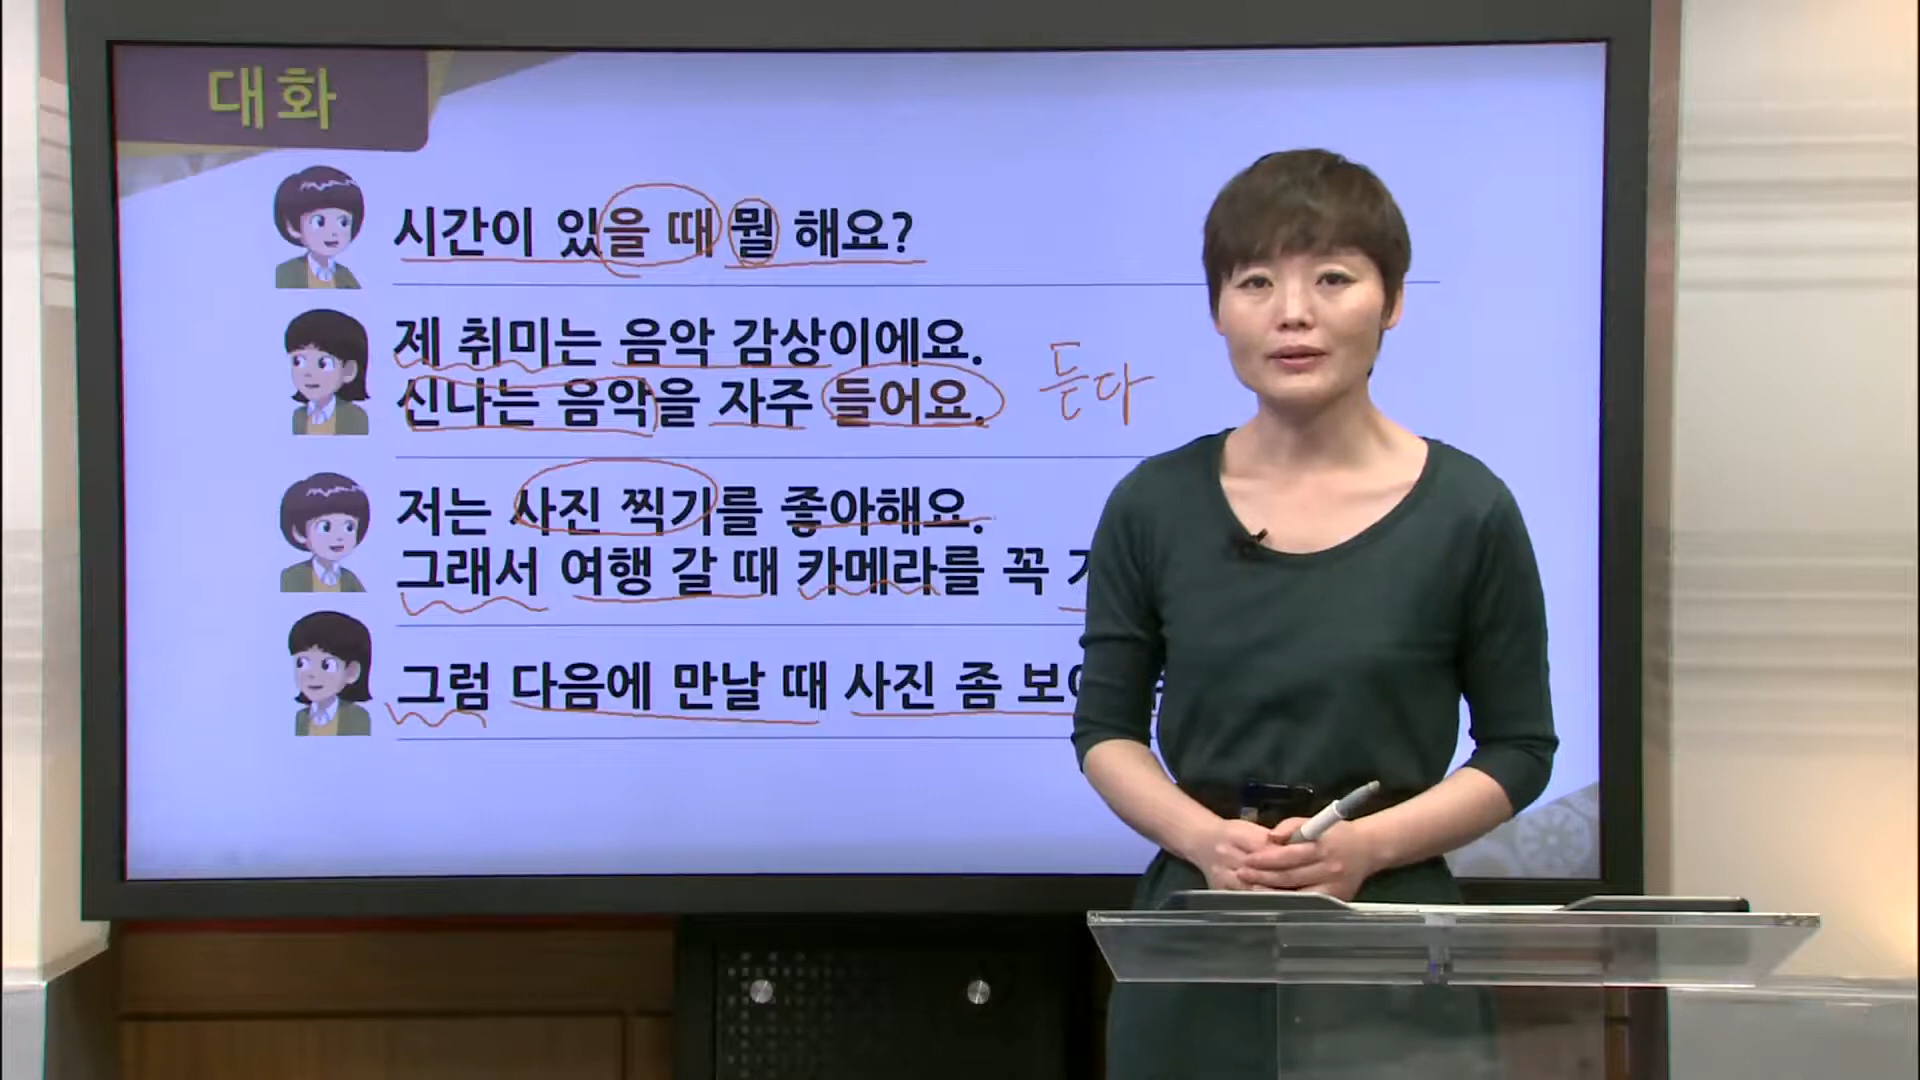 대화
시간이 있을 때 뭘 해요?
제 취미는 음악 감상이에요.
신나는 음악을 자주 들어요.
듣다
저는 사진 찍기를 좋아해요.
그래서 여행 갈 때 카메라를 꼭
그럼 다음에 만날 때 사진 좀